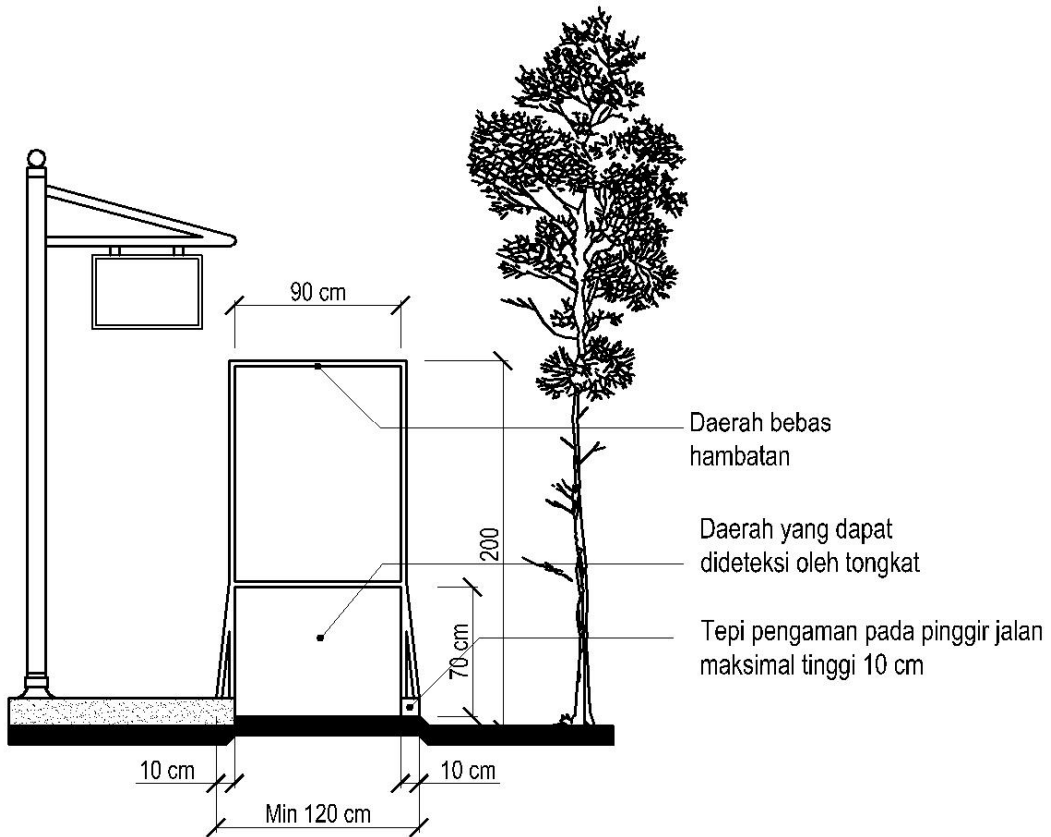 90 cm
Daerah bebas
hambatan
200
Daerah yang dapat
dideteksi oleh tongkat
70 cm
Tepi pengaman pada pinggir jalan
maksimal tinggi 10 cm
10 cm
10 cm
Min 120 cm